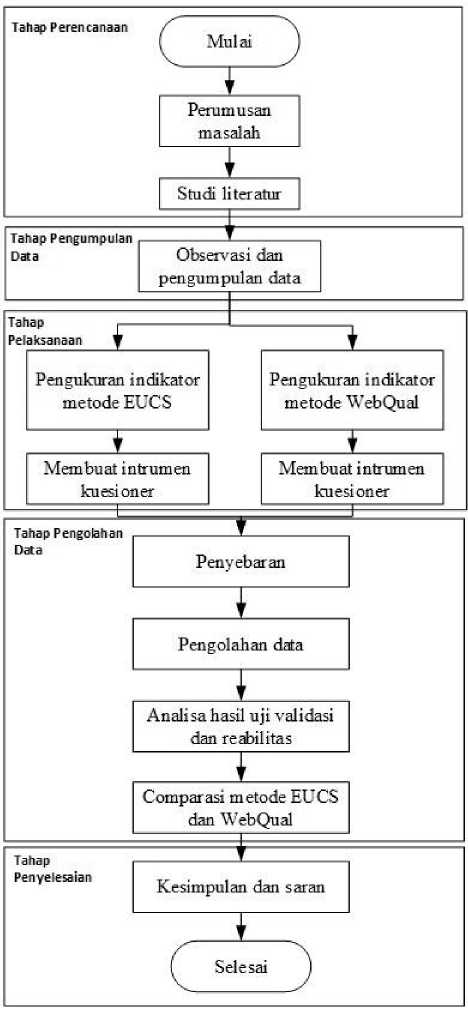 Tahap Perencanaan
Mulai
Perumusan
masalah
Studi literatur
Tahap Pengumpulan
Data
Observasi dan
pengumpulan data
Tahap
Pelaksanaan
Pengukuran indikator
metode EUCS
Pengukuran indikator
metode WebQual
Membuat intrumen
kuesioner
Membuat intrumen
kuesioner
Tahap Pengolahan
Data
Penyebaran
Pengolahan data
Analisa hasil uji validasi
dan reabilitas
Comparasi metode EUCS
dan WebQual
Tahap
Penyelesaian
Kesimpulan dan saran
Selesai